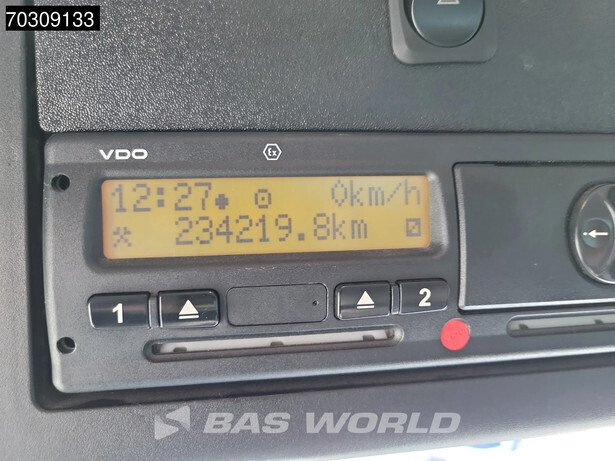 70309133
VDO
Ex
12:27 0km/h
234219.8km
1
2
BAS WORLD